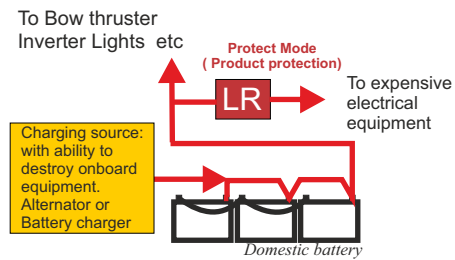 To Bow thruster
Inverter Lights etc
Protect Mode
( Product protection)
LR
To expensive
electrical
equipment
Charging source:
with ability to
destroy onboard
equipment.
Alternator or
Battery charger
Domestic battery